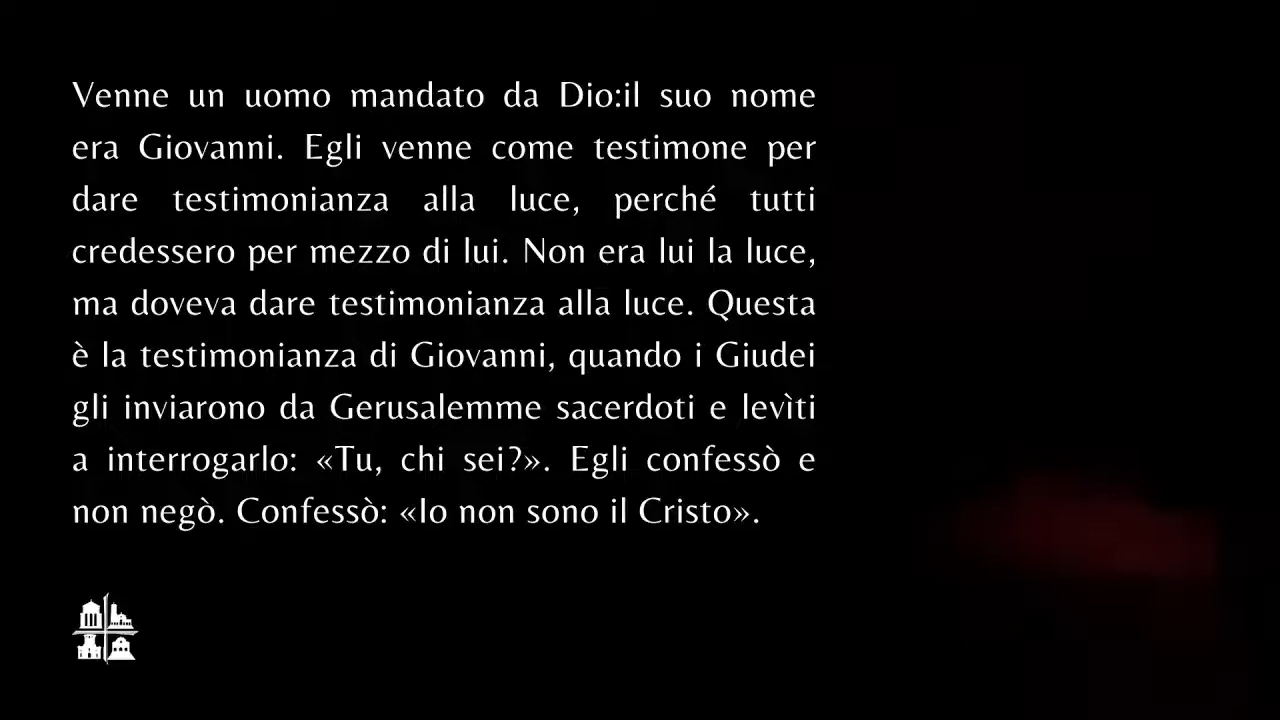 Venne un uomo mandato da Dio:il suo nome
era Giovanni. Egli venne come testimone per
dare testimonianza alla luce, perché tutti
credessero per mezzo di lui. Non era lui la luce,
ma doveva dare testimonianza alla luce. Questa
è la testimonianza di Giovanni, quando i Giudei
gli inviarono da Gerusalemme sacerdoti e levìti
a interrogarlo: «Tu, chi sei?». Egli confessò e
non negò. Confessò: «Io non sono il Cristo».